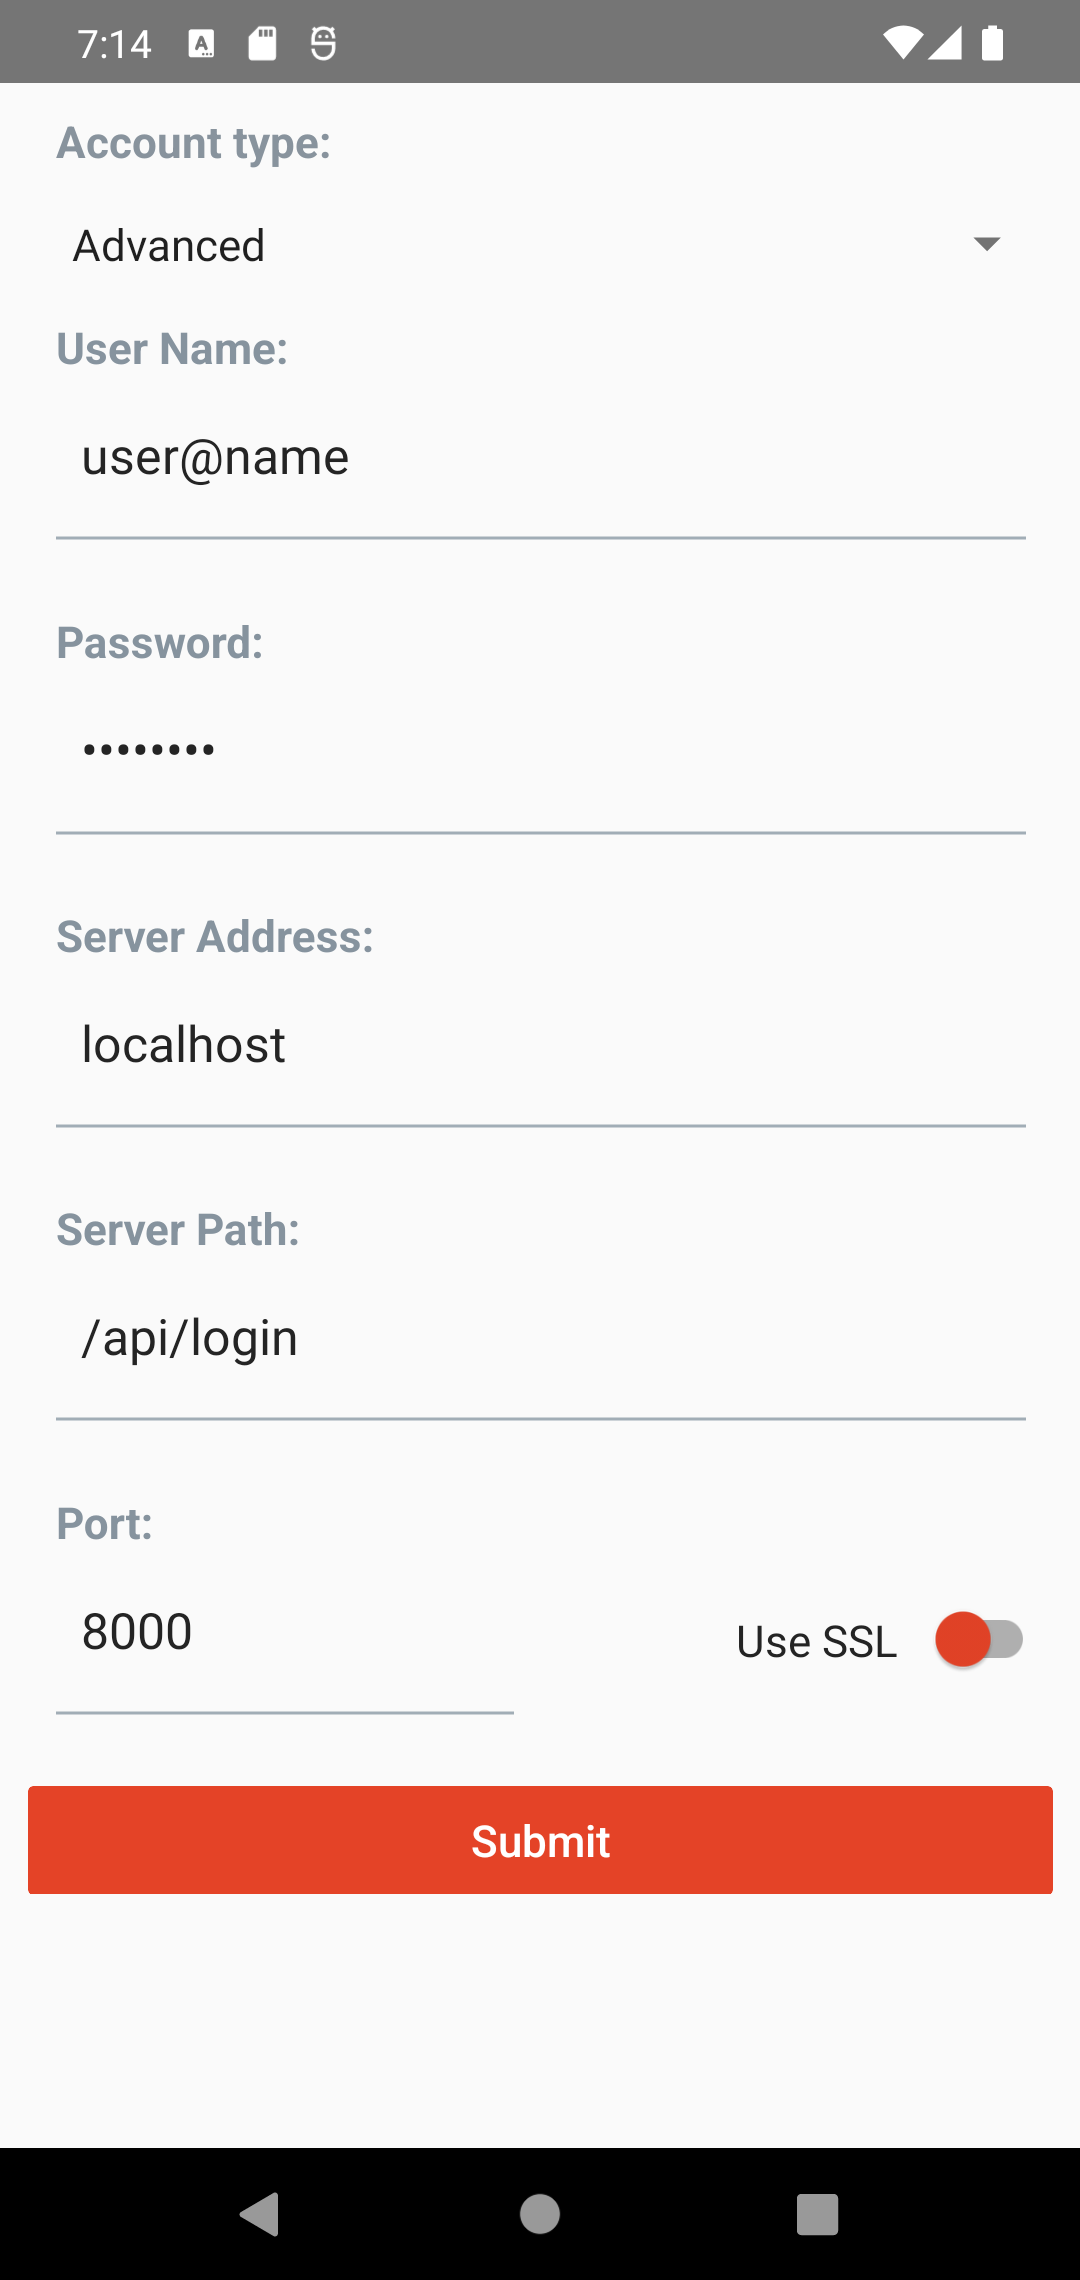 7:14
Account type:
Advanced
User Name:
user@name
Password:
••••••••
Server Address:
localhost
Server Path:
/api/login
Port:
8000
Use SSL
Submit